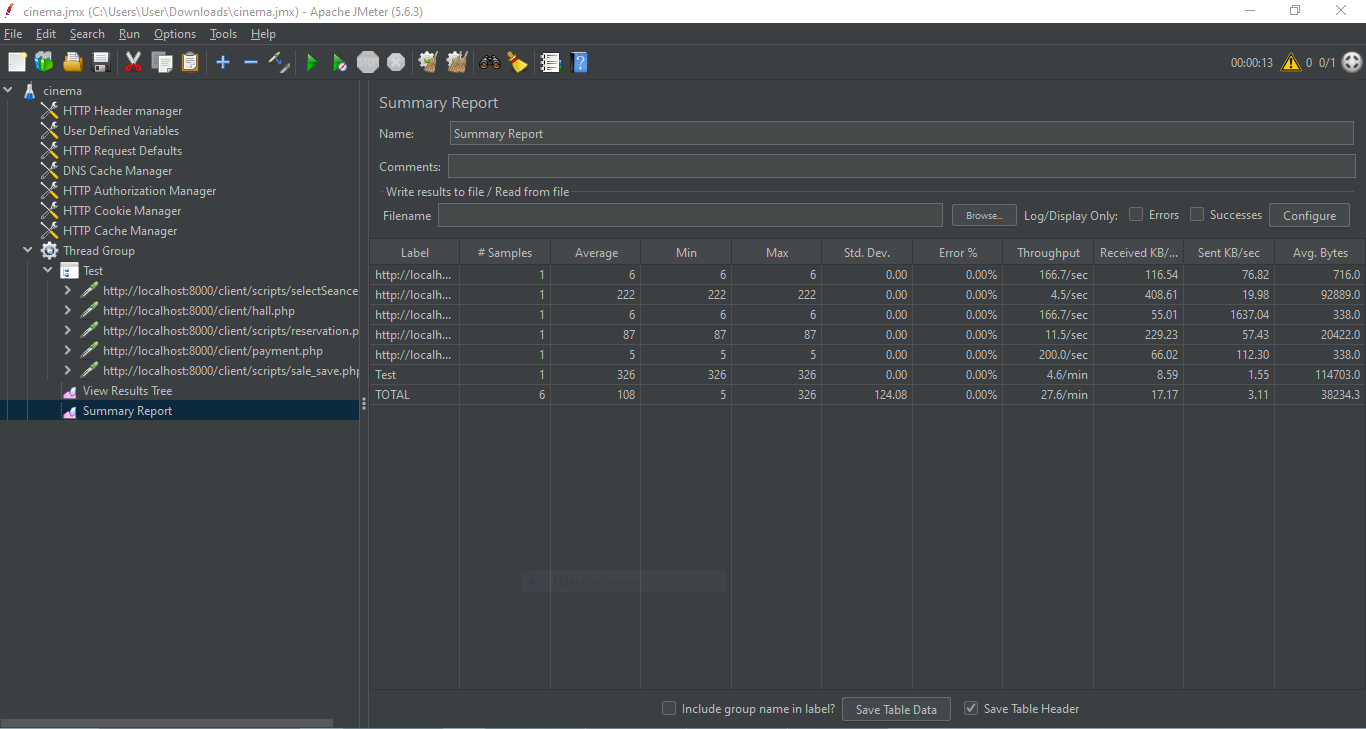 cinema.jmx (C:\Users\User\Downloads\cinema.jmx) - Apache JMeter (5.6.3)
File Edit Search Run Options Tools Help
00:00:13 0 0/1
cinema
HTTP Header manager
User Defined Variables
HTTP Request Defaults
DNS Cache Manager
HTTP Authorization Manager
HTTP Cookie Manager
HTTP Cache Manager
Thread Group
Test
http://localhost:8000/client/scripts/selectSeance
http://localhost:8000/client/hall.php
http://localhost:8000/client/scripts/reservation.p
http://localhost:8000/client/payment.php
http://localhost:8000/client/scripts/sale_save.php
View Results Tree
Summary Report
Summary Report
Name: Summary Report
Comments:
Write results to file / Read from file
Filename Browse... Log/Display Only: Errors Successes Configure
Label # Samples Average Min Max Std. Dev. Error % Throughput Received KB/... Sent KB/sec Avg. Bytes
http://localh... 1 6 6 6 0.00 0.00% 166.7/sec 116.54 76.82 716.0
http://localh... 1 222 222 222 0.00 0.00% 4.5/sec 408.61 19.98 92889.0
http://localh... 1 6 6 6 0.00 0.00% 166.7/sec 55.01 1637.04 338.0
http://localh... 1 87 87 87 0.00 0.00% 11.5/sec 229.23 57.43 20422.0
http://localh... 1 5 5 5 0.00 0.00% 200.0/sec 66.02 112.30 338.0
Test 1 326 326 326 0.00 0.00% 4.6/min 8.59 1.55 114703.0
TOTAL 6 108 5 326 124.08 0.00% 27.6/min 17.17 3.11 38234.3
Include group name in label? Save Table Data Save Table Header